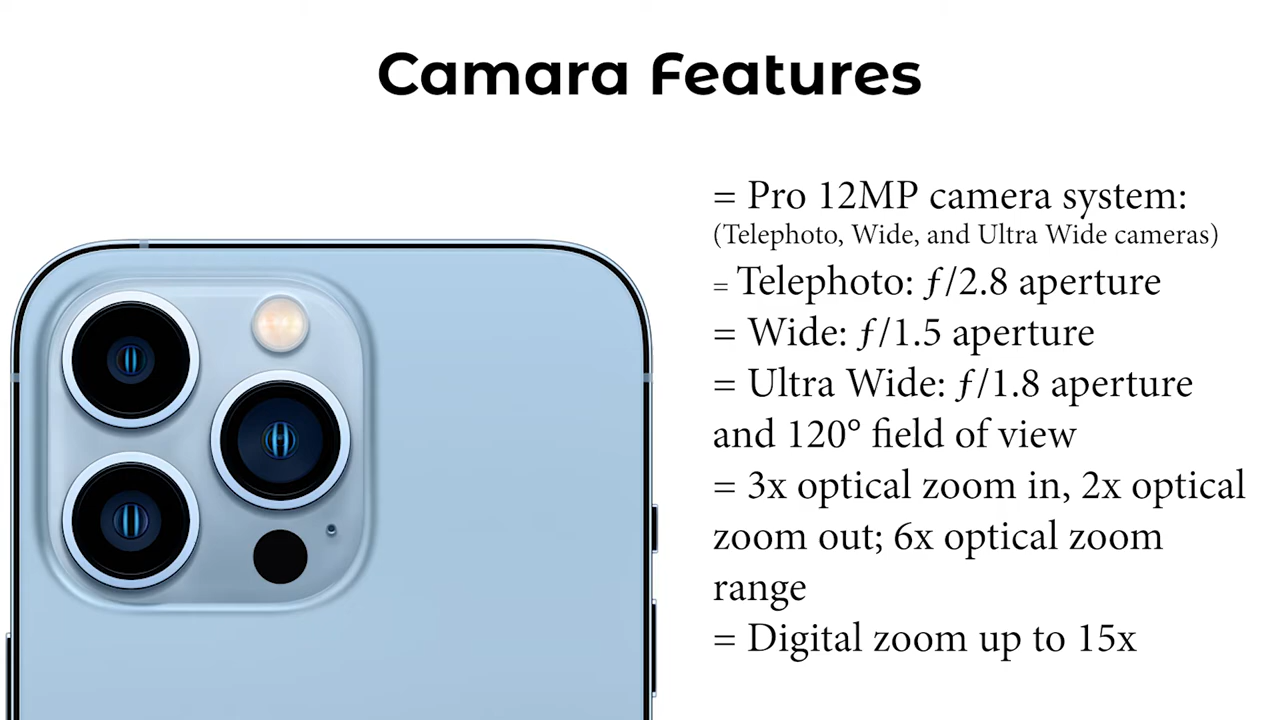 Camara Features
= Pro 12MP camera system:
(Telephoto, Wide, and Ultra Wide cameras)
= Telephoto: ƒ/2.8 aperture
= Wide: ƒ/1.5 aperture
= Ultra Wide: ƒ/1.8 aperture
and 120° field of view
= 3x optical zoom in, 2x optical
zoom out; 6x optical zoom
range
= Digital zoom up to 15x